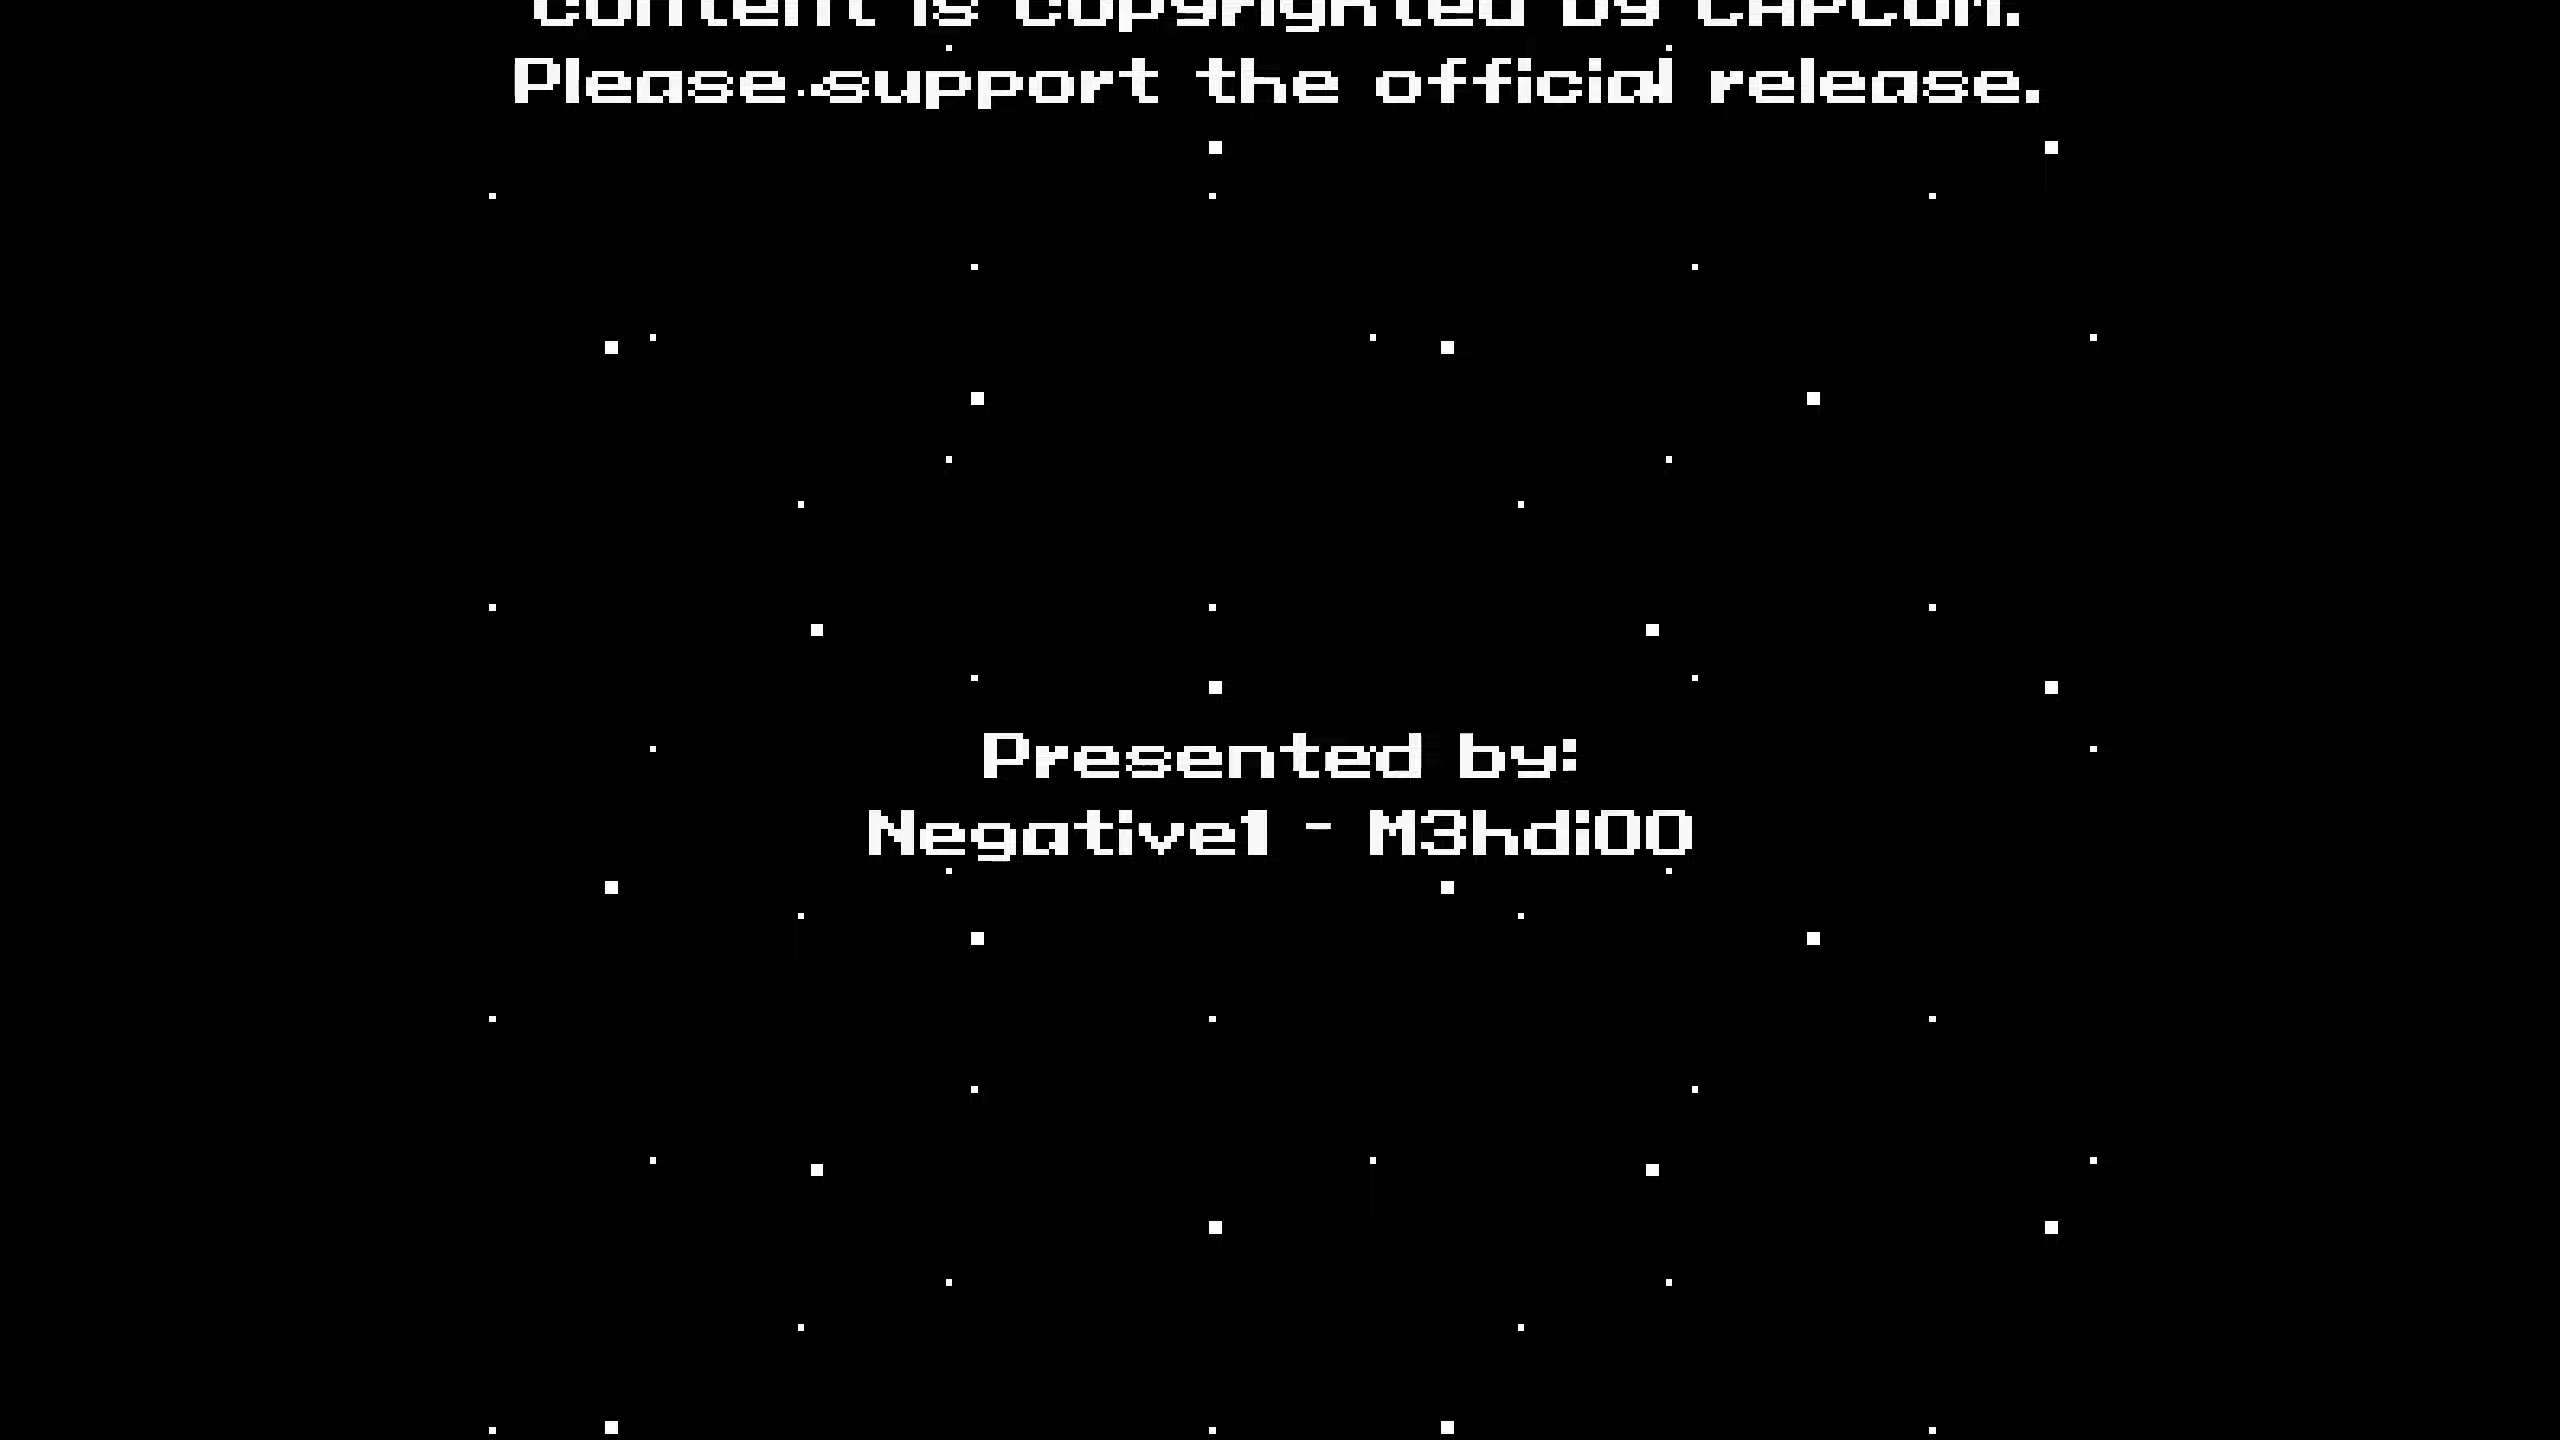 content is copyrighted by CAPCOM.
Please support the official release.
Presented by:
Negative1 - M3hdi00